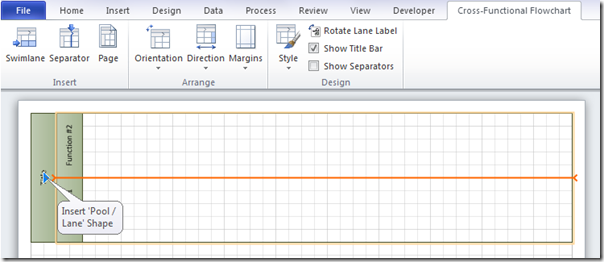 File Home Insert Design Data Process Review View Developer Cross-Functional Flowchart
Swimlane Separator Page Orientation Direction Margins Style Rotate Lane Label
Show Title Bar
Show Separators
Insert Arrange Design
Function #2
Insert 'Pool /
Lane' Shape